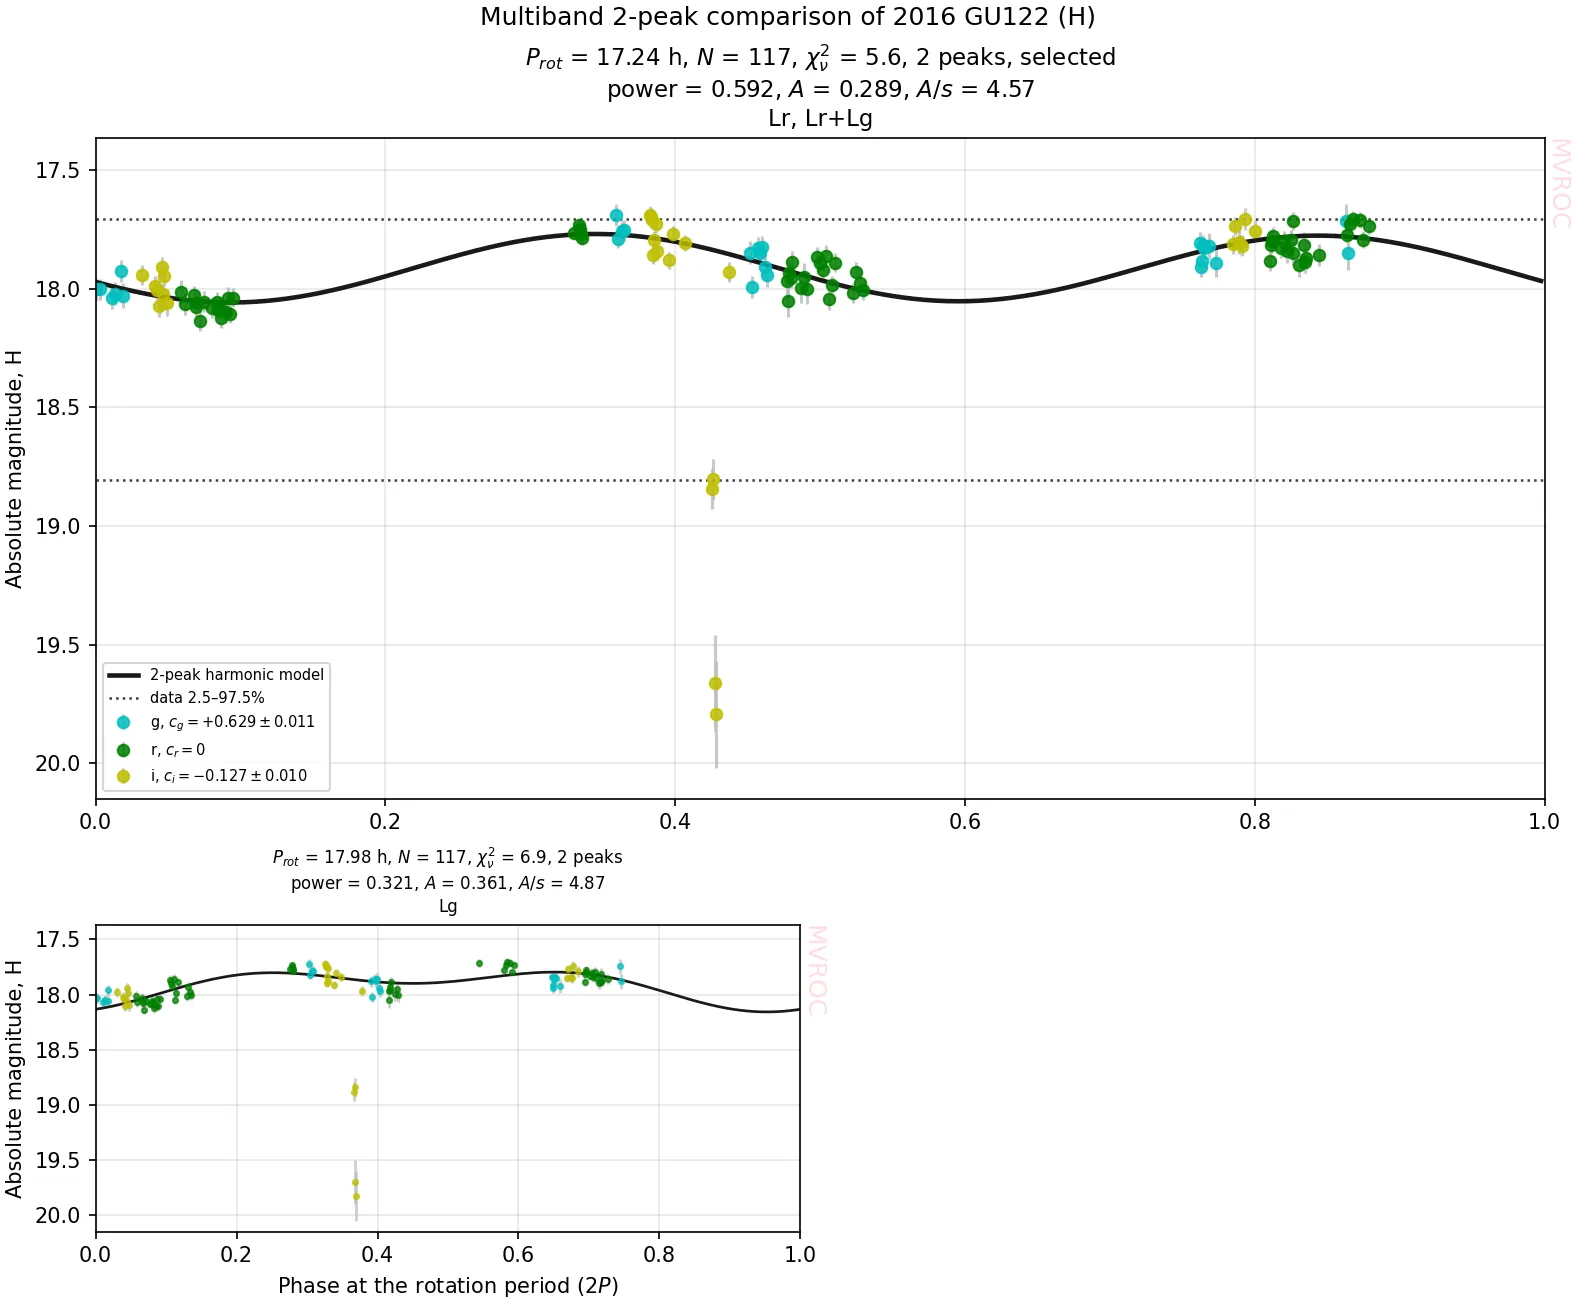 Multiband 2-peak comparison of 2016 GU122 (H)
P_rot = 17.24 h, N = 117, χ²_ν = 5.6, 2 peaks, selected
power = 0.592, A = 0.289, A/s = 4.57
Lr, Lr+Lg
MVROC
17.5
18.0
18.5
19.0
19.5
20.0
Absolute magnitude, H
2-peak harmonic model
data 2.5–97.5%
g, c_g = +0.629 ± 0.011
r, c_r = 0
i, c_i = −0.127 ± 0.010
0.0 0.2 0.4 0.6 0.8 1.0
P_rot = 17.98 h, N = 117, χ²_ν = 6.9, 2 peaks
power = 0.321, A = 0.361, A/s = 4.87
Lg
MVROC
17.5
18.0
18.5
19.0
19.5
20.0
Absolute magnitude, H
0.0 0.2 0.4 0.6 0.8 1.0
Phase at the rotation period (2P)